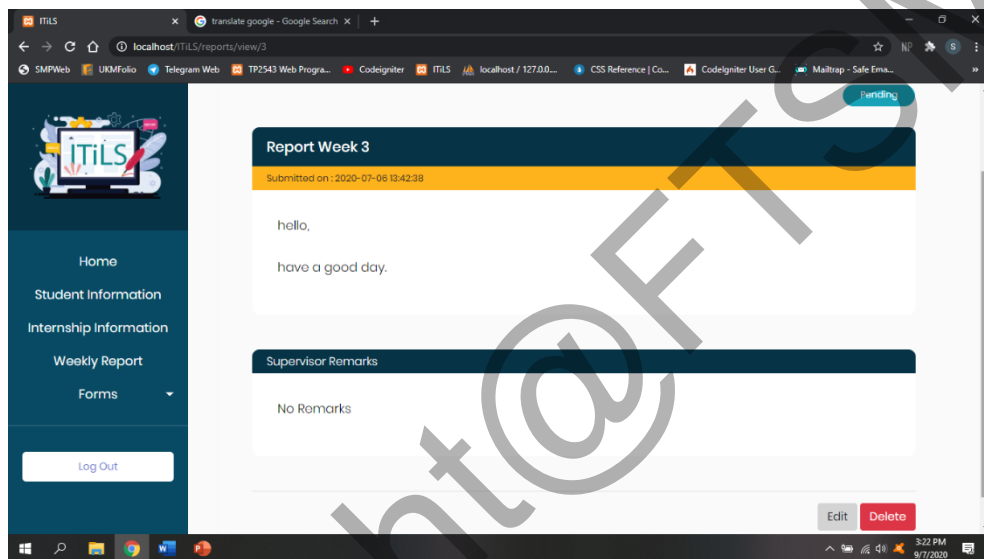 ITiLS
translate google - Google Search
localhost/ITiLS/reports/view/3
NP
S
SMPWeb
UKMFolio
Telegram Web
TP2543 Web Progra...
Codeigniter
ITiLS
localhost / 127.0.0....
CSS Reference | Co...
CodeIgniter User G...
Mailtrap - Safe Ema...
»
Pending
ITiLS
Report Week 3
Submitted on : 2020-07-06 13:42:38
hello,
have a good day.
Home
Student Information
Internship Information
Weekly Report
Forms
Log Out
Supervisor Remarks
No Remarks
Edit
Delete
3:22 PM
9/7/2020
ht@FTSM